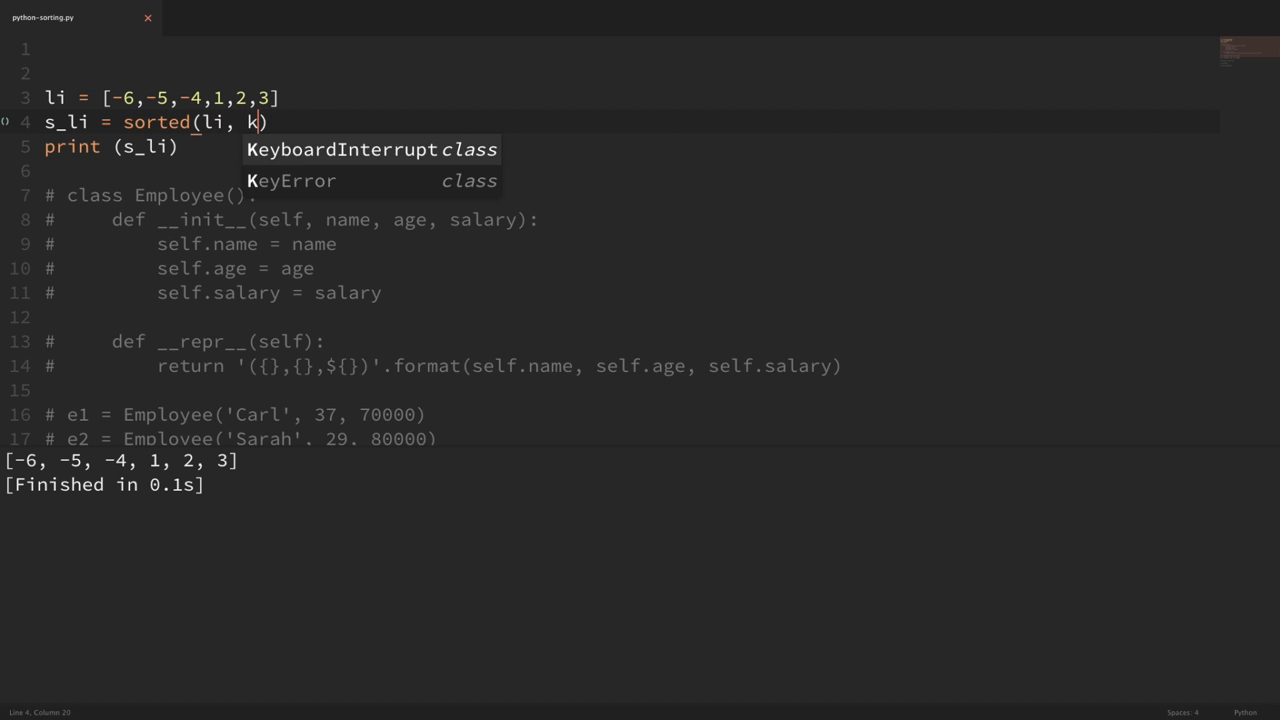 python-sorting.py ×
1
2
3 li = [-6,-5,-4,1,2,3]
4 s_li = sorted(li, k)
5 print (s_li)
KeyboardInterrupt class
6
KeyError class
7 # class Employee():
8 #     def __init__(self, name, age, salary):
9 #         self.name = name
10 #         self.age = age
11 #         self.salary = salary
12
13 #     def __repr__(self):
14 #         return '({},{},${})'.format(self.name, self.age, self.salary)
15
16 # e1 = Employee('Carl', 37, 70000)
17 # e2 = Employee('Sarah', 29, 80000)
[-6, -5, -4, 1, 2, 3]
[Finished in 0.1s]
Line 4, Column 20 Spaces: 4 Python